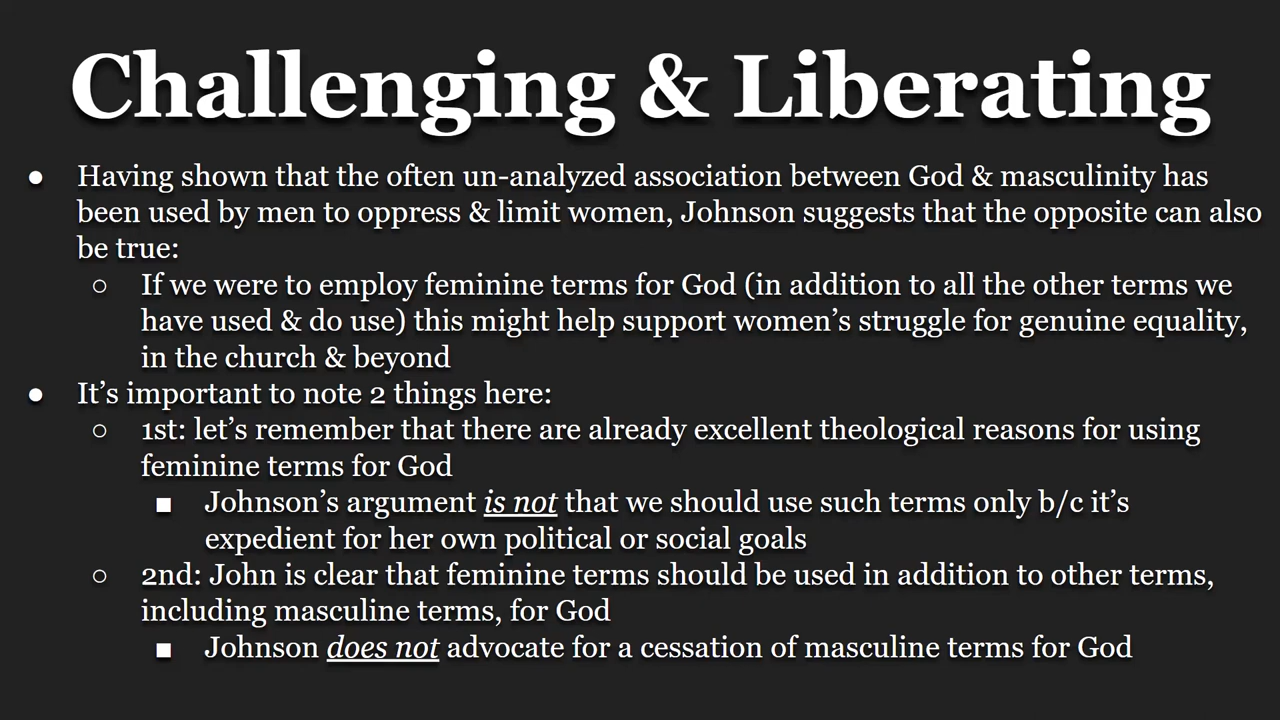 Challenging & Liberating
● Having shown that the often un-analyzed association between God & masculinity has
been used by men to oppress & limit women, Johnson suggests that the opposite can also
be true:
○ If we were to employ feminine terms for God (in addition to all the other terms we
have used & do use) this might help support women’s struggle for genuine equality,
in the church & beyond
● It’s important to note 2 things here:
○ 1st: let’s remember that there are already excellent theological reasons for using
feminine terms for God
■ Johnson’s argument is not that we should use such terms only b/c it’s
expedient for her own political or social goals
○ 2nd: John is clear that feminine terms should be used in addition to other terms,
including masculine terms, for God
■ Johnson does not advocate for a cessation of masculine terms for God